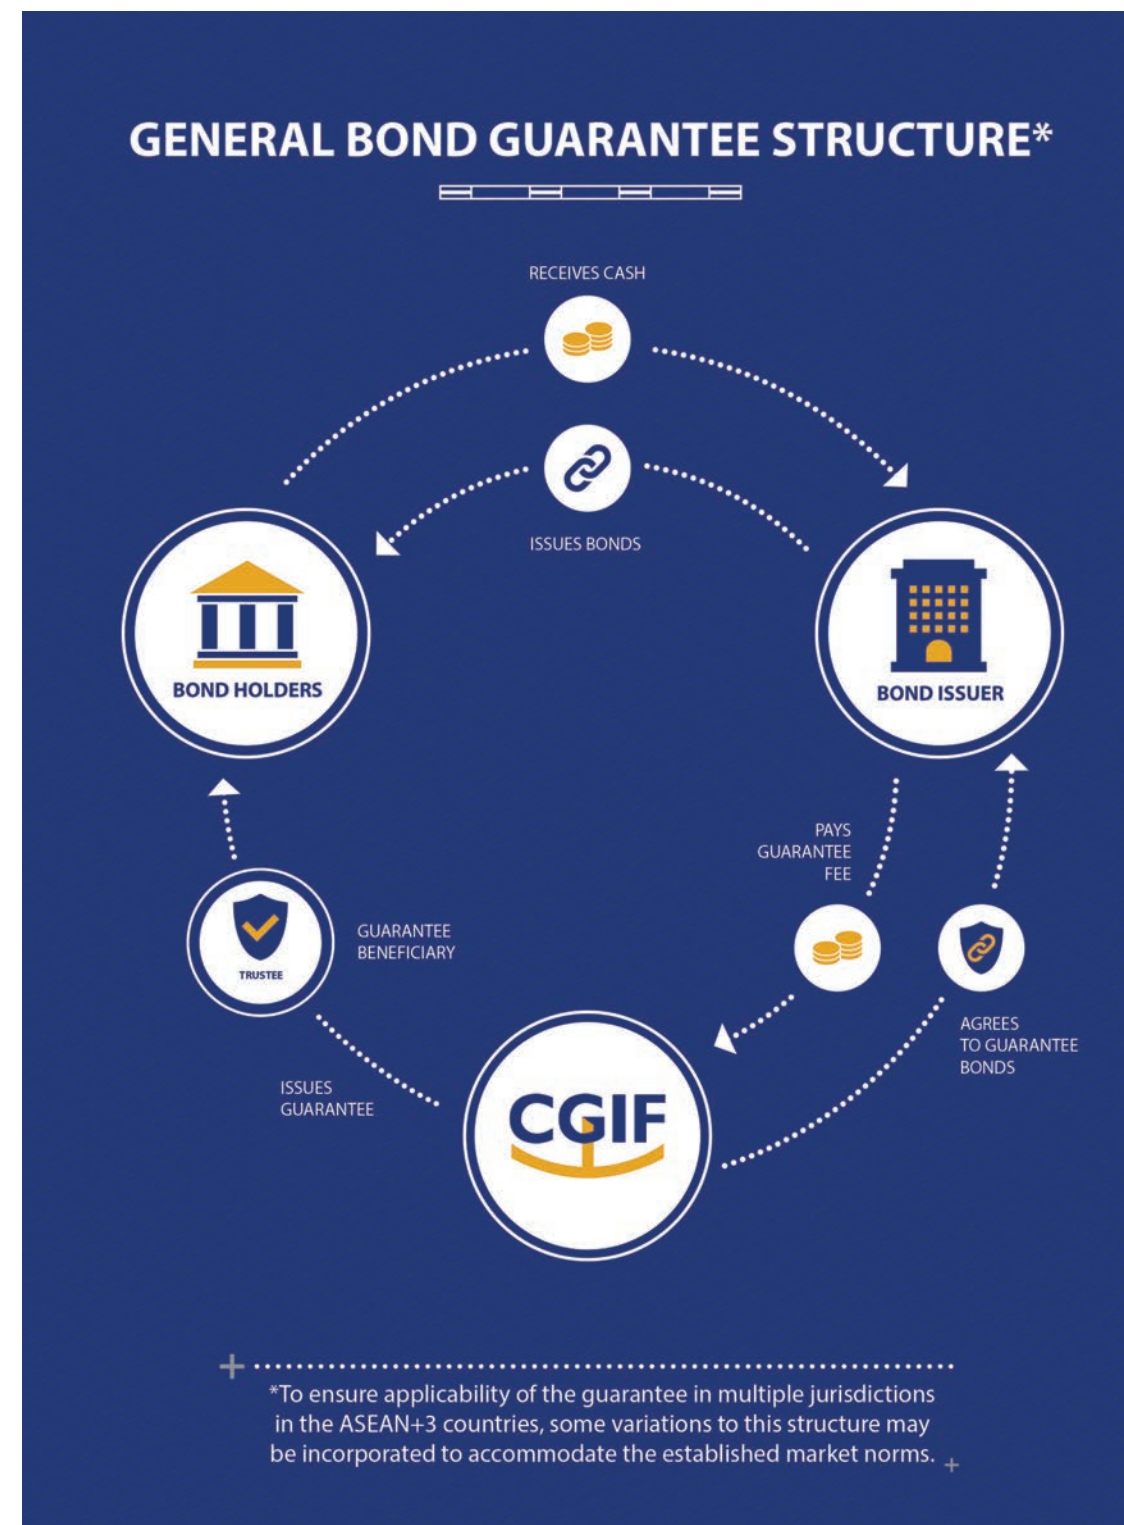 GENERAL BOND GUARANTEE STRUCTURE*
RECEIVES CASH
ISSUES BONDS
BOND HOLDERS
BOND ISSUER
PAYS
GUARANTEE
FEE
GUARANTEE
BENEFICIARY
TRUSTEE
AGREES
TO GUARANTEE
BONDS
ISSUES
GUARANTEE
CGIF
*To ensure applicability of the guarantee in multiple jurisdictions
in the ASEAN+3 countries, some variations to this structure may
be incorporated to accommodate the established market norms.